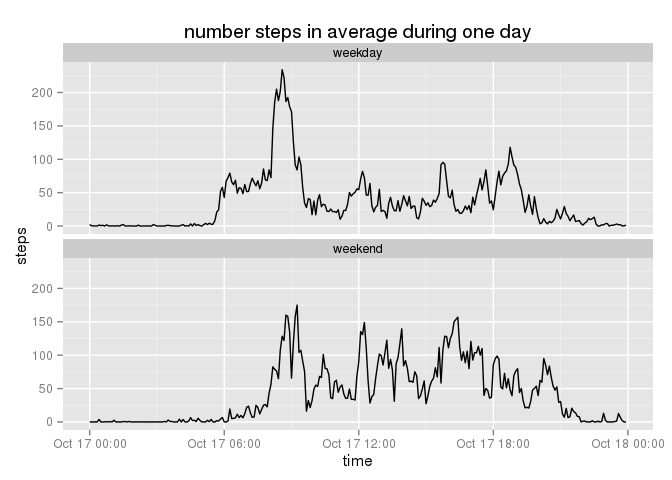 number steps in average during one day
weekday
200
150
100
50
0
steps
weekend
200
150
100
50
0
Oct 17 00:00 Oct 17 06:00 Oct 17 12:00 Oct 17 18:00 Oct 18 00:00
time